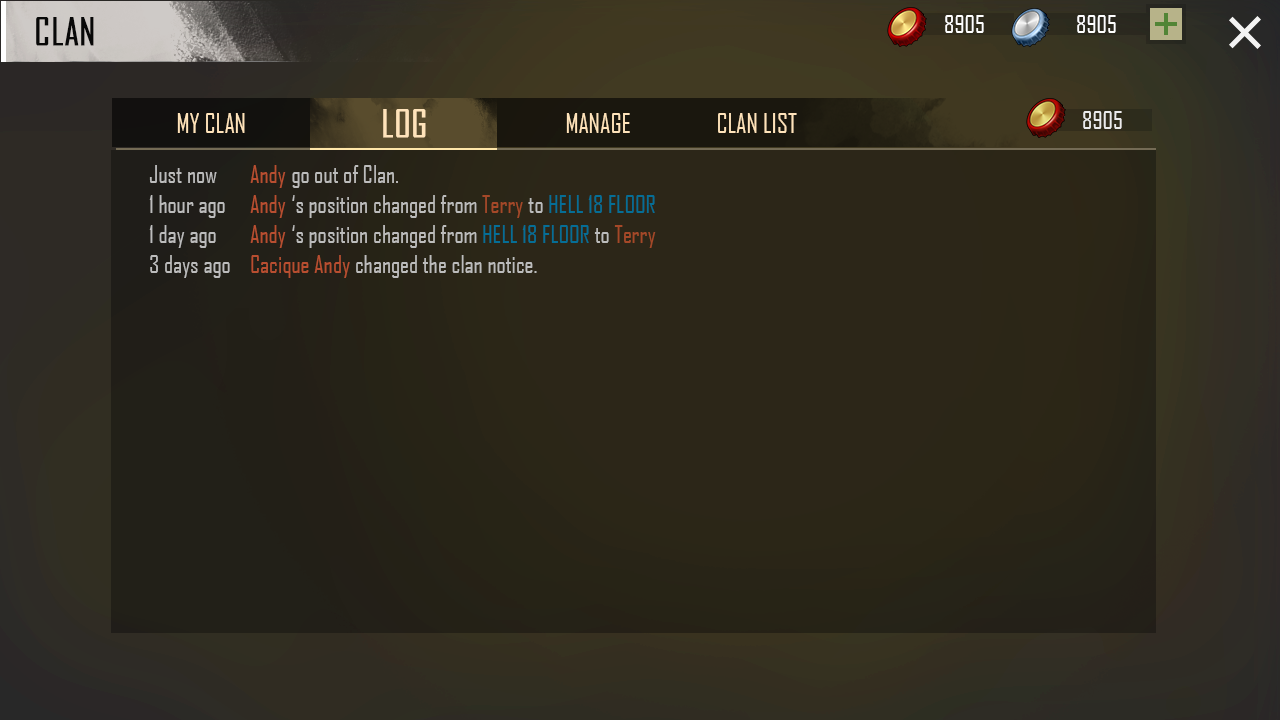 CLAN
8905
8905
MY CLAN
LOG
MANAGE
CLAN LIST
8905
Just now Andy go out of Clan.
1 hour ago Andy 's position changed from Terry to HELL 18 FLOOR
1 day ago Andy 's position changed from HELL 18 FLOOR to Terry
3 days ago Cacique Andy changed the clan notice.